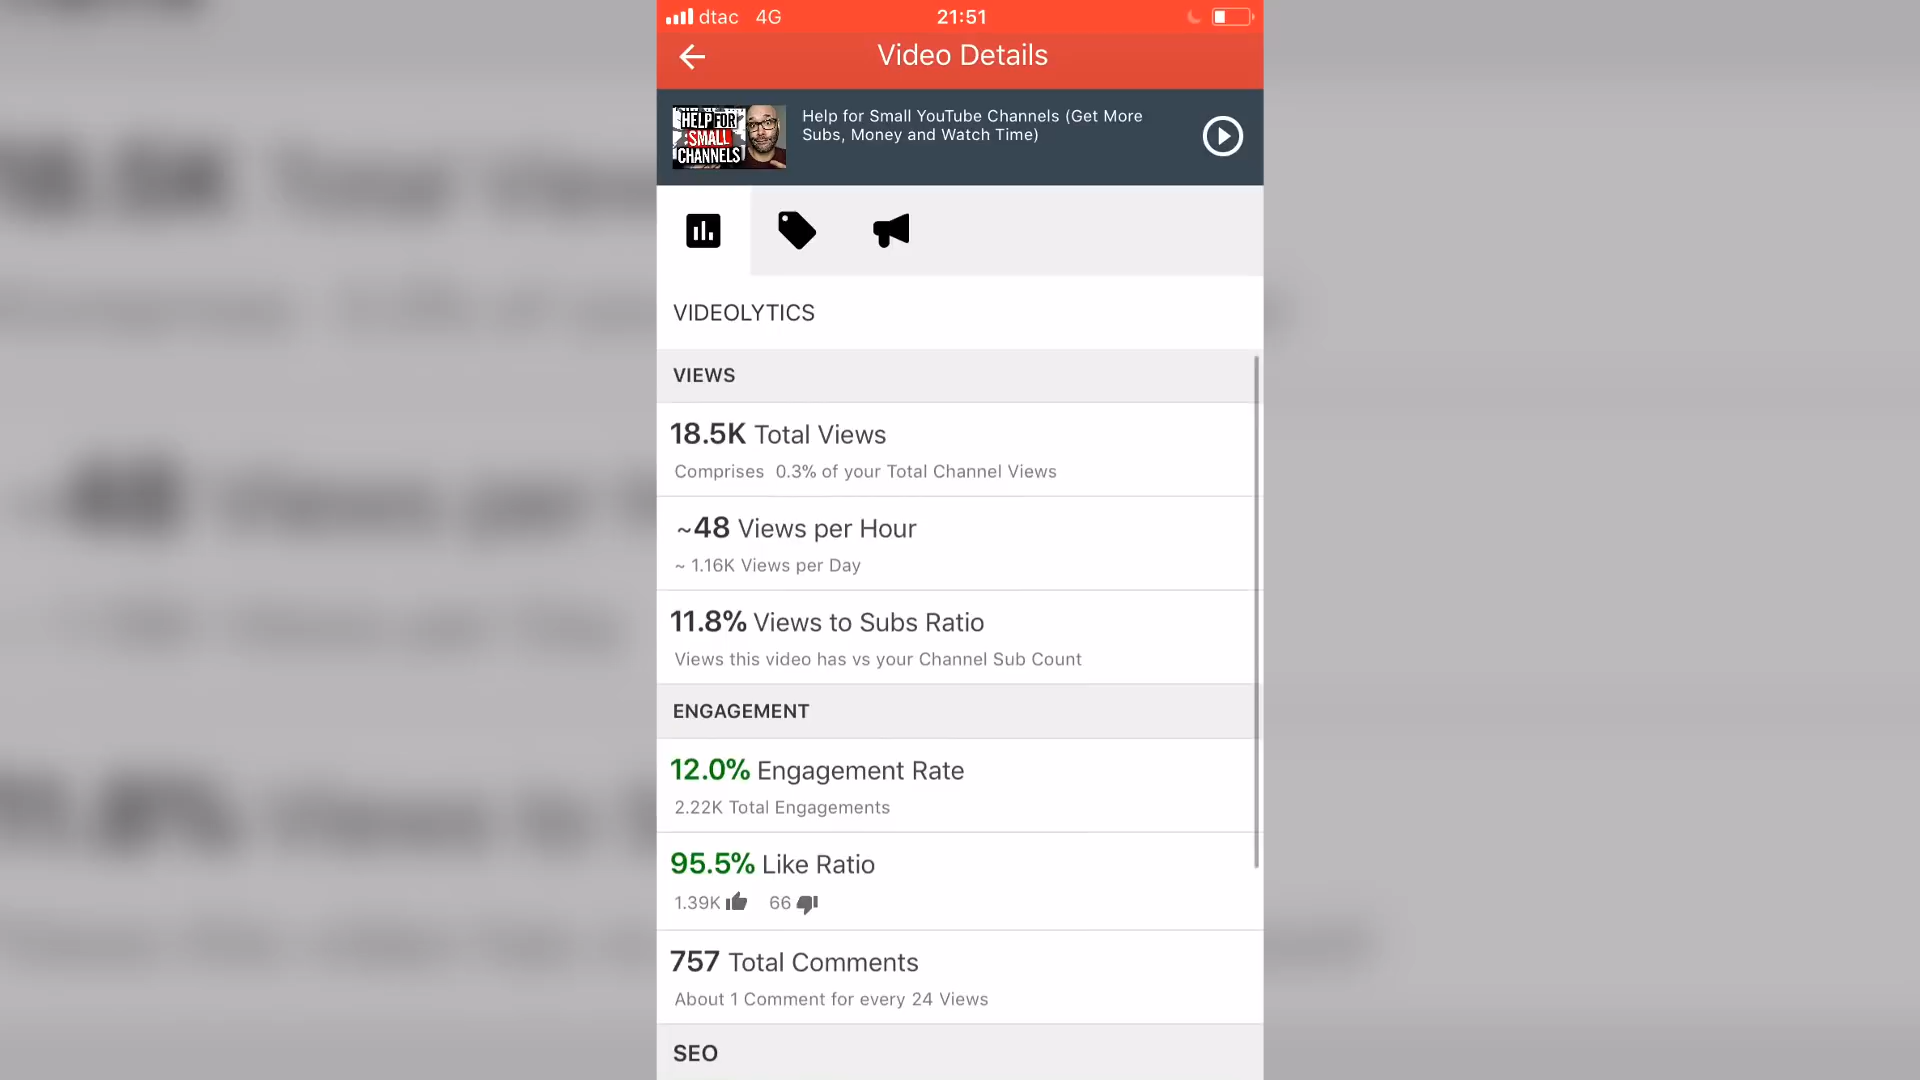 dtac 4G 21:51
Video Details
HELP FOR
SMALL
CHANNELS
Help for Small YouTube Channels (Get More
Subs, Money and Watch Time)
VIDEOLYTICS
VIEWS
18.5K Total Views
Comprises 0.3% of your Total Channel Views
~48 Views per Hour
~ 1.16K Views per Day
11.8% Views to Subs Ratio
Views this video has vs your Channel Sub Count
ENGAGEMENT
12.0% Engagement Rate
2.22K Total Engagements
95.5% Like Ratio
1.39K 66
757 Total Comments
About 1 Comment for every 24 Views
SEO